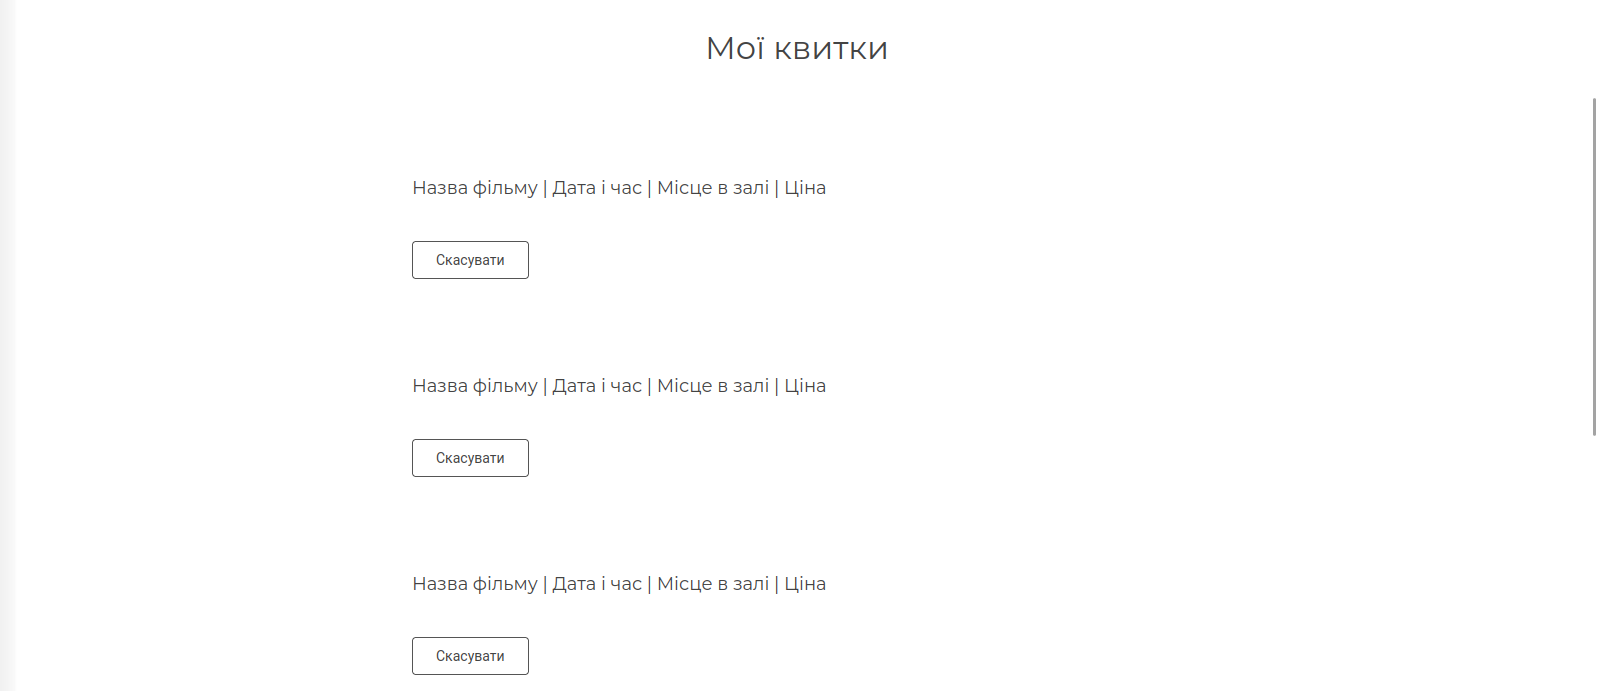 Мої квитки
Назва фільму | Дата і час | Місце в залі | Ціна
Скасувати
Назва фільму | Дата і час | Місце в залі | Ціна
Скасувати
Назва фільму | Дата і час | Місце в залі | Ціна
Скасувати